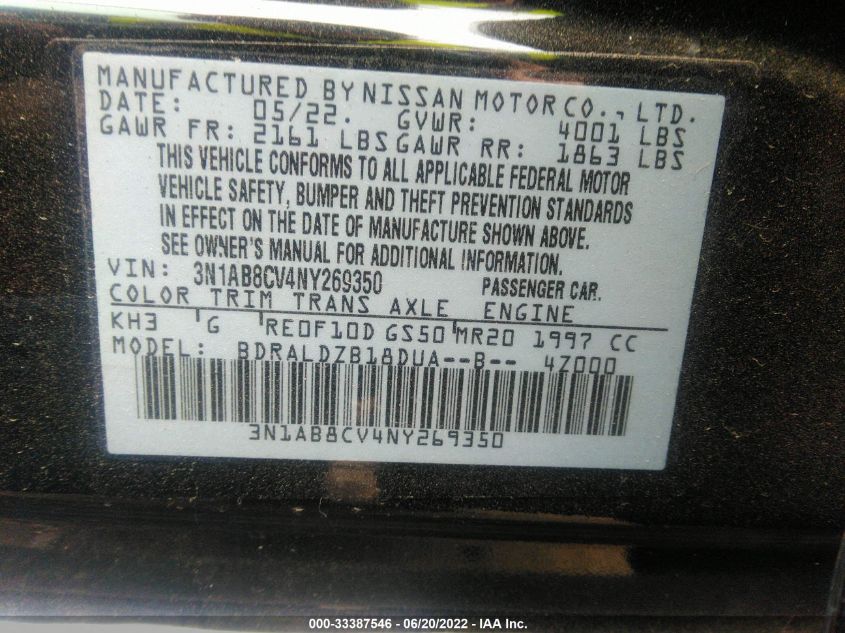 MANUFACTURED BY NISSAN MOTOR CO., LTD.
DATE: 05/22. GVWR: 4001 LBS
GAWR FR: 2161 LBS GAWR RR: 1863 LBS
THIS VEHICLE CONFORMS TO ALL APPLICABLE FEDERAL MOTOR
VEHICLE SAFETY, BUMPER AND THEFT PREVENTION STANDARDS
IN EFFECT ON THE DATE OF MANUFACTURE SHOWN ABOVE.
SEE OWNER'S MANUAL FOR ADDITIONAL INFORMATION.
VIN: 3N1AB8CV4NY269350 PASSENGER CAR.
COLOR TRIM TRANS AXLE ENGINE
KH3 G RE0F10D GS50 MR20 1997 CC
MODEL: BDRALDZB18DUA--B-- 4Z000
3N1AB8CV4NY269350
000-33387546 - 06/20/2022 - IAA Inc.